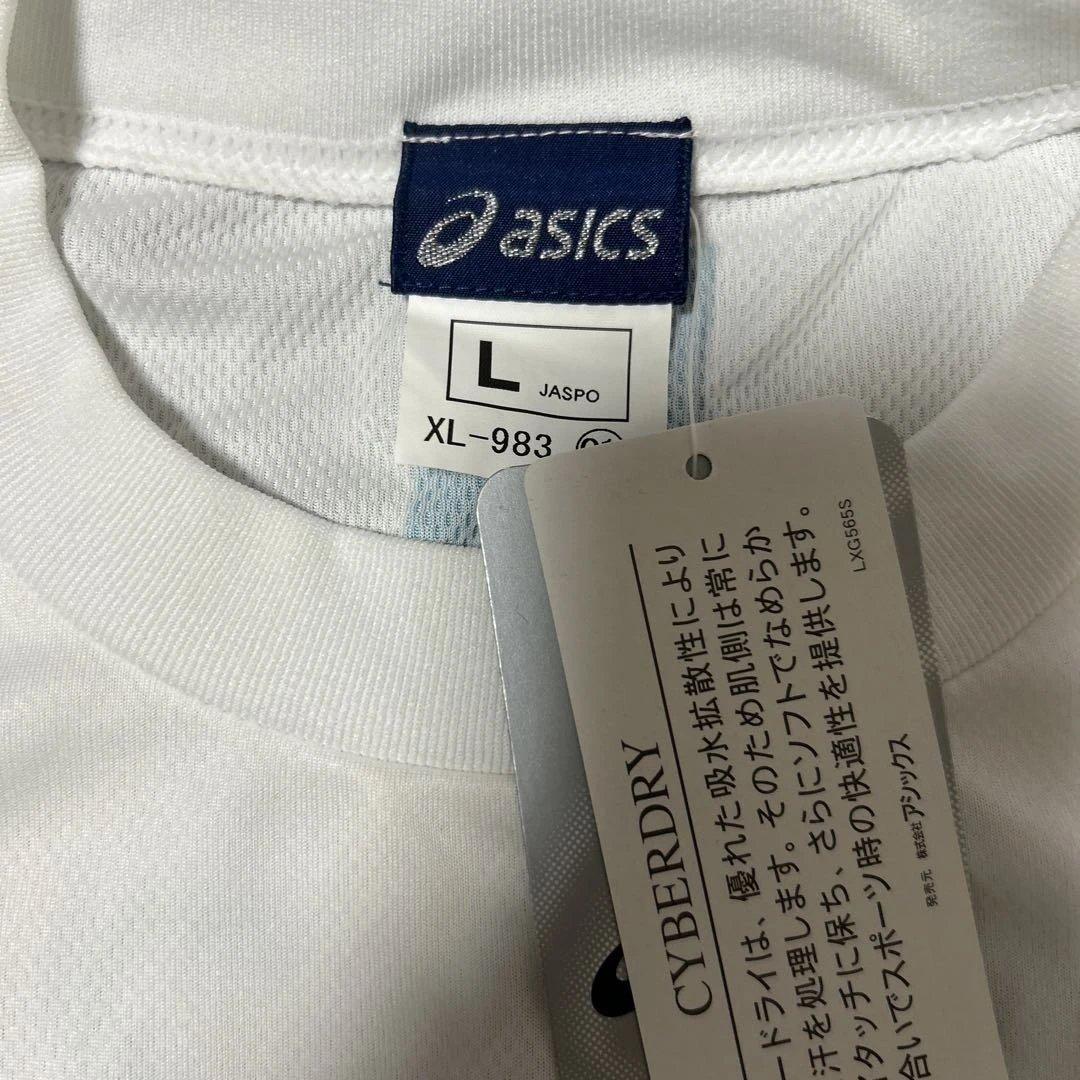 asics
L
JASPO
XL-983
CYBERDRY
ードライは、優れた吸水拡散性により
汗を処理します。そのため肌側は常に
タッチに保ち、さらにソフトでなめらか
合いでスポーツ時の快適性を提供します。
発売元 株式会社 アシックス
LXG565S